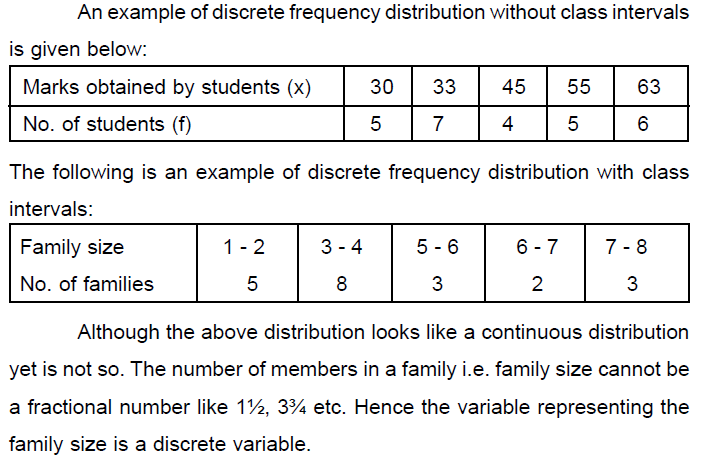 An example of discrete frequency distribution without class intervals
is given below:
Marks obtained by students (x) 30 33 45 55 63
No. of students (f) 5 7 4 5 6
The following is an example of discrete frequency distribution with class
intervals:
Family size 1 - 2 3 - 4 5 - 6 6 - 7 7 - 8
No. of families 5 8 3 2 3
Although the above distribution looks like a continuous distribution
yet is not so. The number of members in a family i.e. family size cannot be
a fractional number like 1½, 3¾ etc. Hence the variable representing the
family size is a discrete variable.